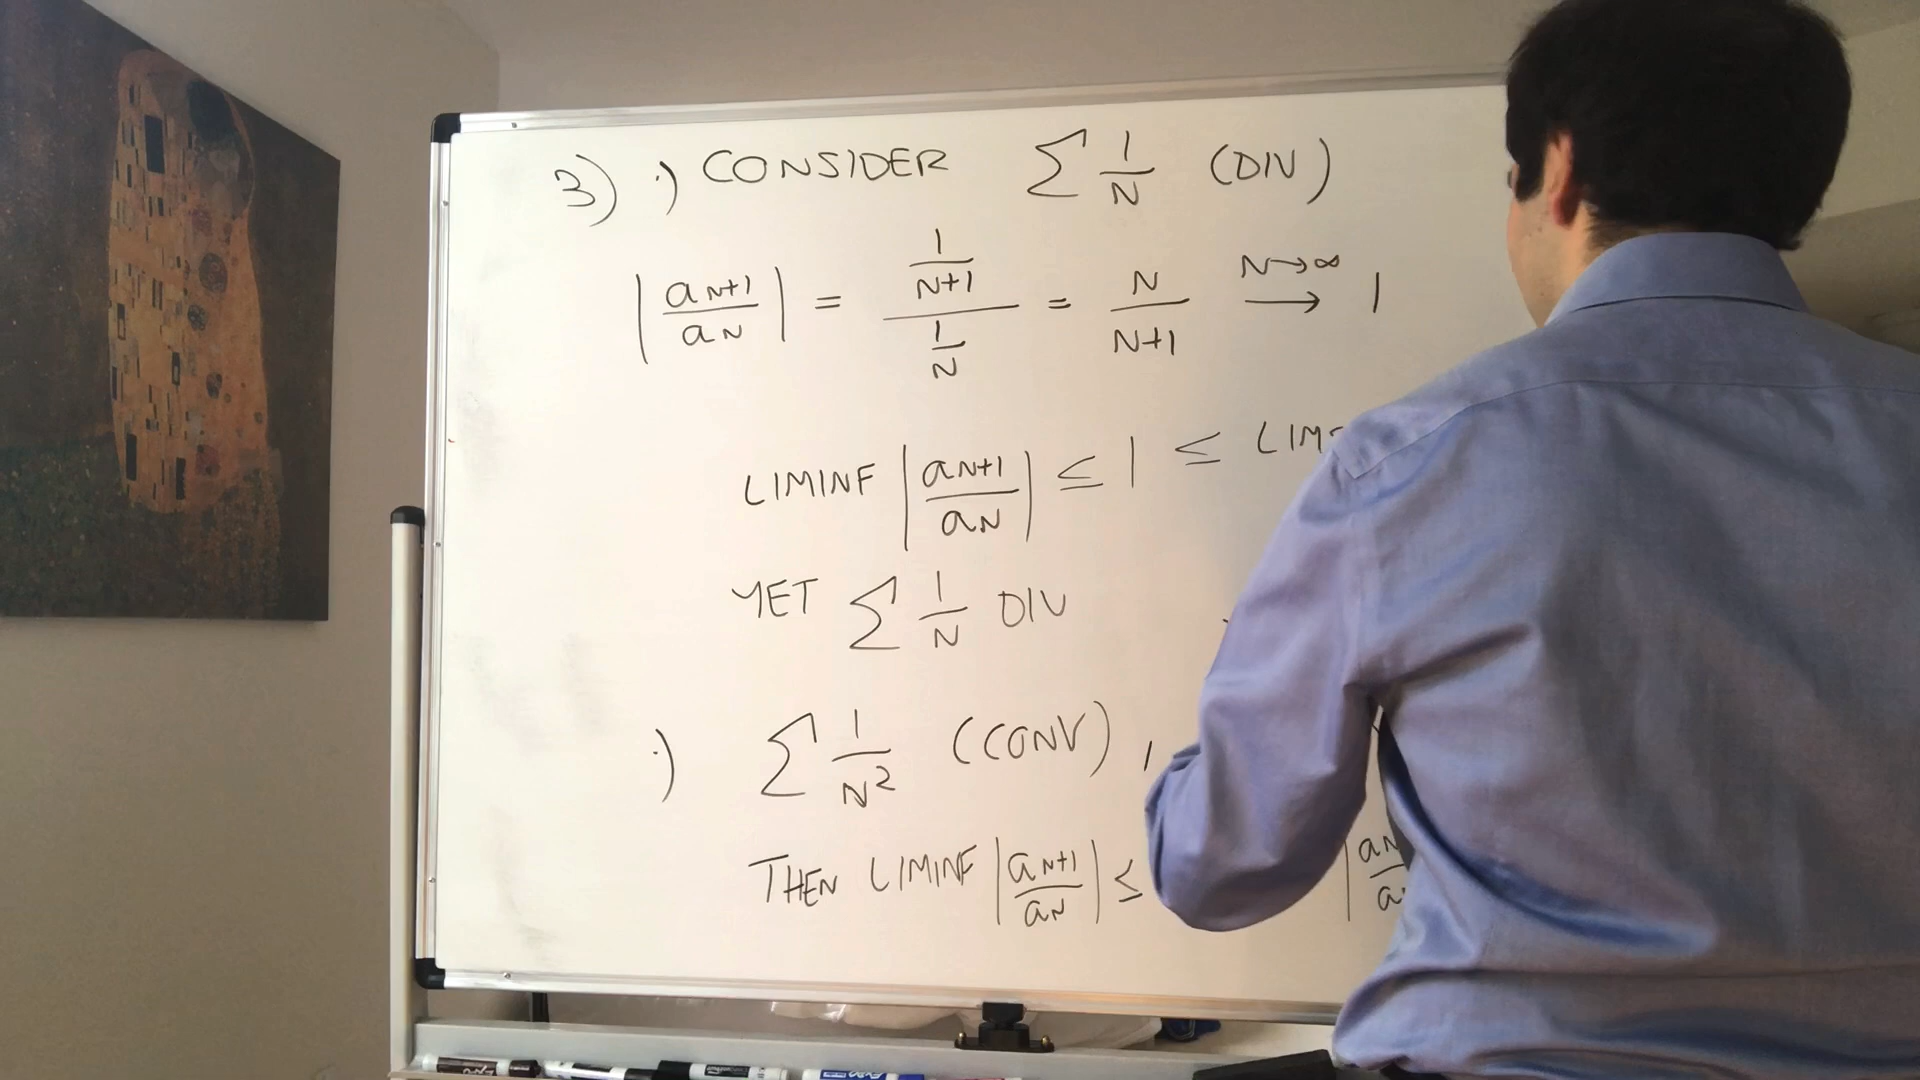 3) ·) CONSIDER ∑ 1/N (DIV)
|aN+1/aN| = (1/(N+1))/(1/N) = N/(N+1) N→∞ ⟶ 1
LIMINF |aN+1/aN| ≤ 1 ≤
YET ∑ 1/N DIV
·) ∑ 1/N² (CONV),
THEN LIMINF |aN+1/aN| ≤